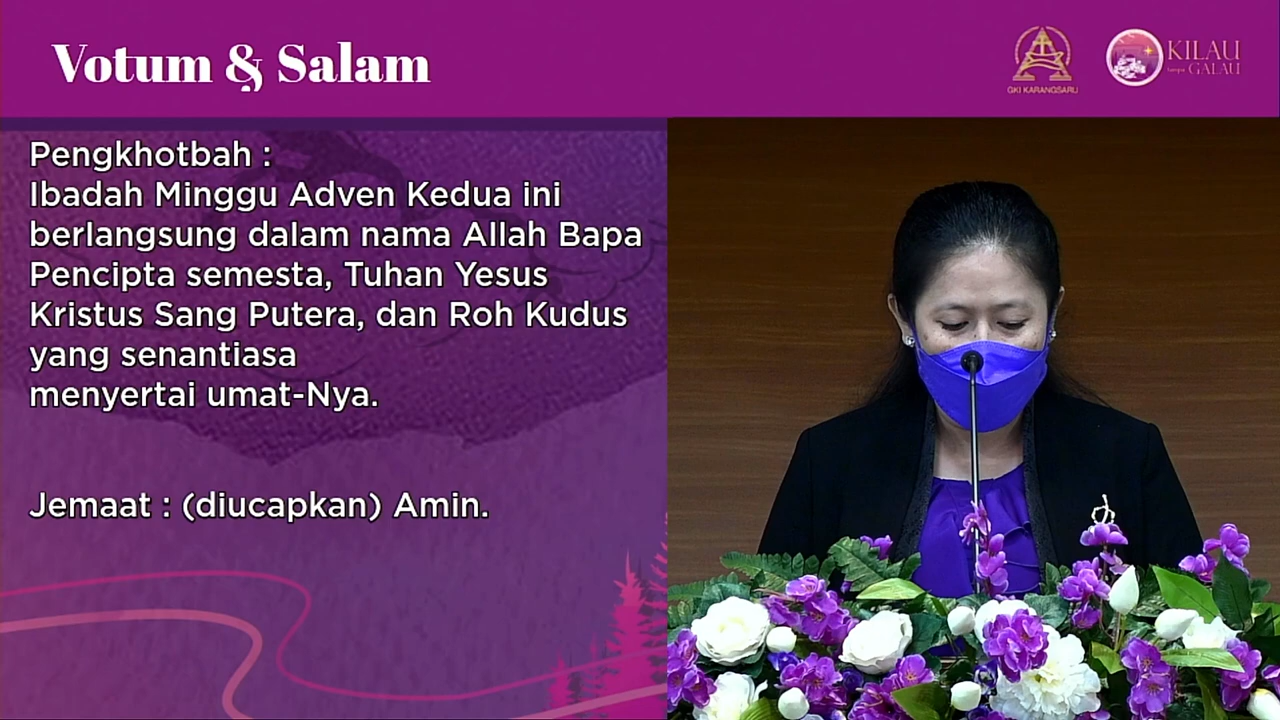 Votum & Salam
GKI KARANGSARU
KILAU
GALAU
Pengkhotbah :
Ibadah Minggu Adven Kedua ini
berlangsung dalam nama Allah Bapa
Pencipta semesta, Tuhan Yesus
Kristus Sang Putera, dan Roh Kudus
yang senantiasa
menyertai umat-Nya.
Jemaat : (diucapkan) Amin.